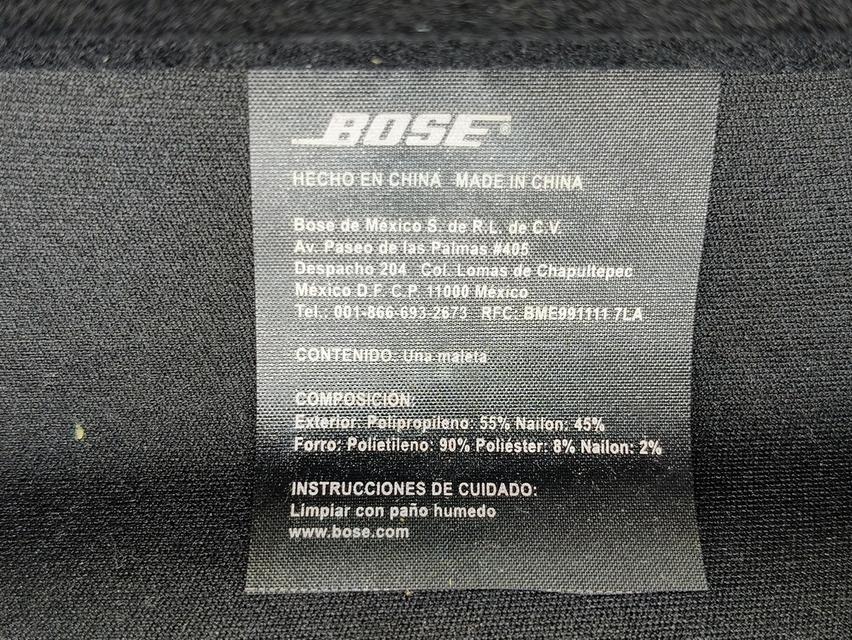 BOSE®
HECHO EN CHINA MADE IN CHINA
Bose de México S. de R.L. de C.V.
Av. Paseo de las Palmas #405
Despacho 204 Col. Lomas de Chapultepec
México D.F. C.P. 11000 México
Tel.: 001-866-693-2673 RFC: BME991111 7LA
CONTENIDO: Una maleta
COMPOSICION:
Exterior: Polipropileno: 55% Nailon: 45%
Forro: Polietileno: 90% Poliéster: 8% Nailon: 2%
INSTRUCCIONES DE CUIDADO:
Limpiar con paño humedo
www.bose.com